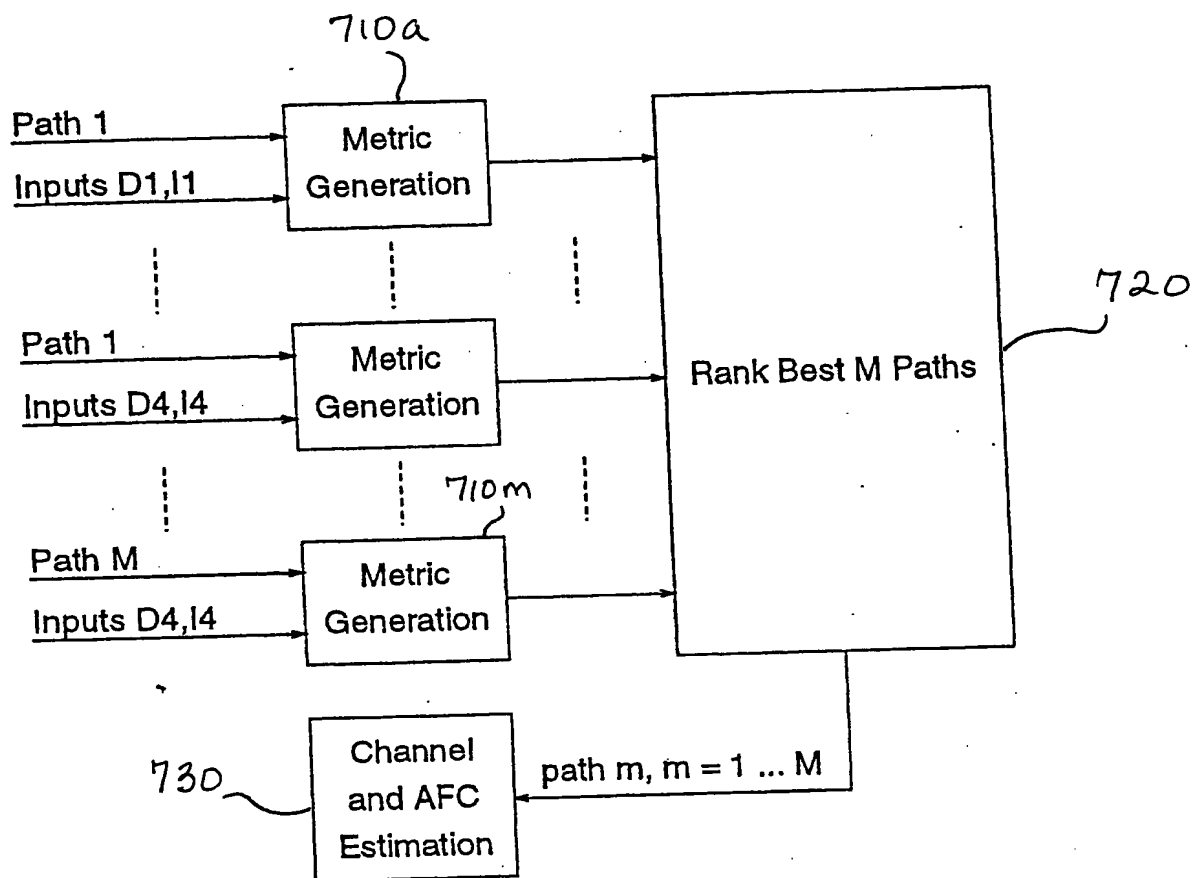 710a
Path 1
Inputs D1,I1
Metric
Generation
Path 1
Inputs D4,I4
Metric
Generation
Rank Best M Paths
720
710m
Path M
Inputs D4,I4
Metric
Generation
730
Channel
and AFC
Estimation
path m, m = 1 ... M